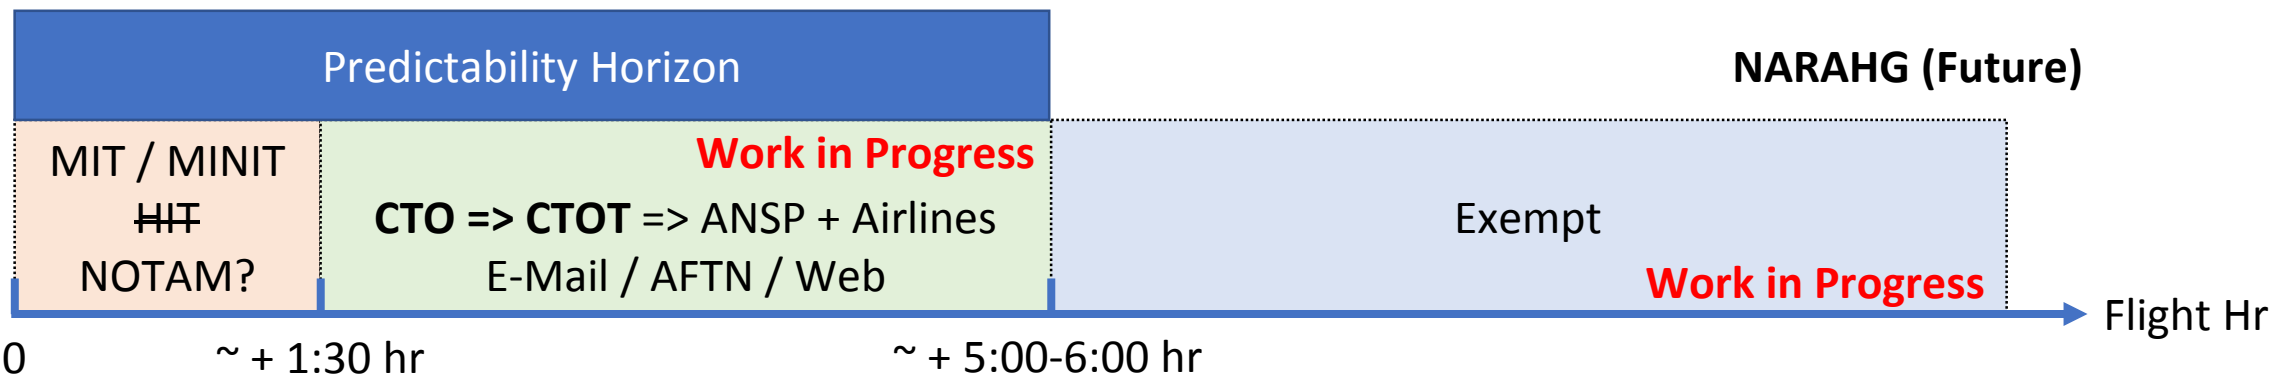 Predictability Horizon
NARAHG (Future)
MIT / MINIT
HIT
NOTAM?
Work in Progress
CTO => CTOT => ANSP + Airlines
E-Mail / AFTN / Web
Exempt
Work in Progress
Flight Hr
0
~ + 1:30 hr
~ + 5:00-6:00 hr